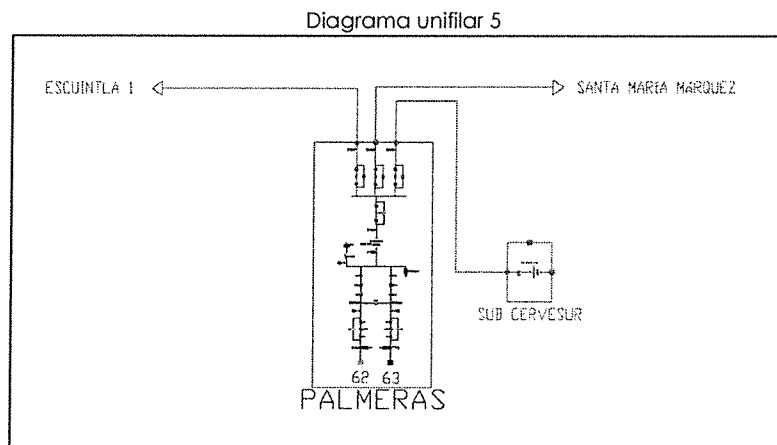 Diagrama unifilar 5
ESCUINTLA 1
SANTA MARIA MARQUEZ
SUB CERVESUR
62 63
PALMERAS